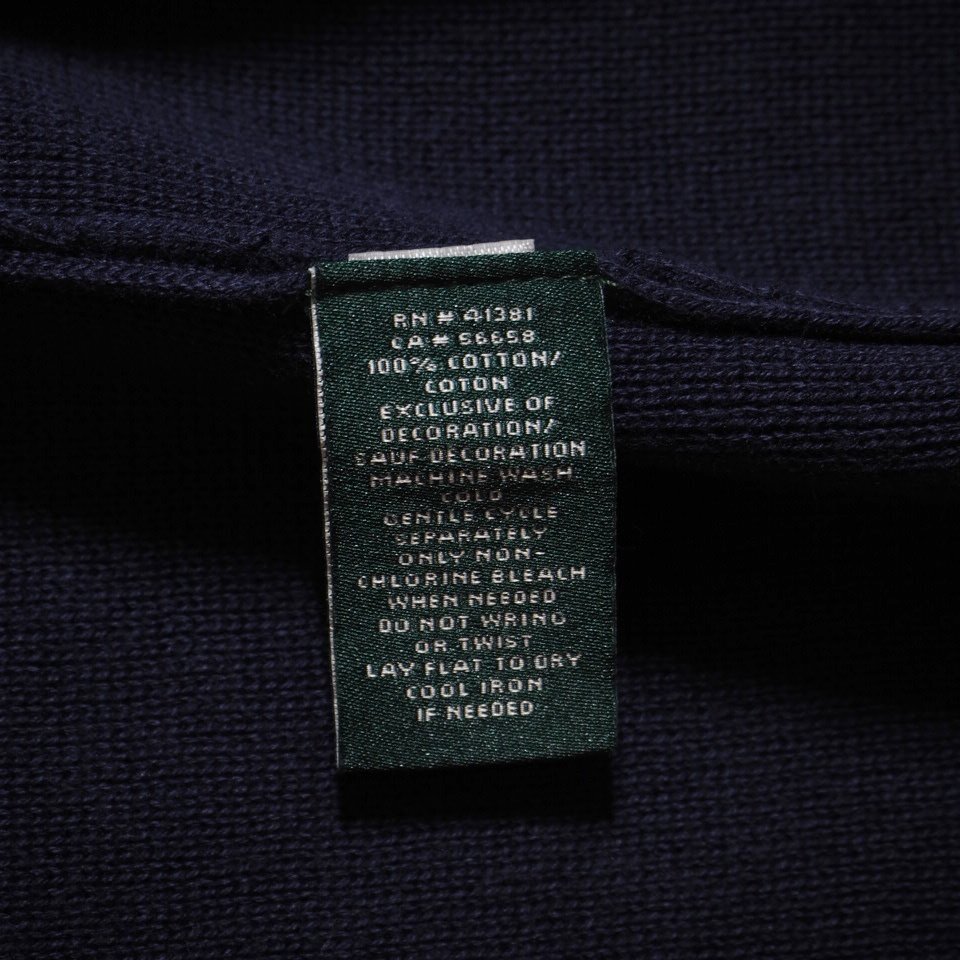 RN # 41381
CA # 56658
100% COTTON/
COTON
EXCLUSIVE OF
DECORATION/
SAUF DECORATION
MACHINE WASH
COLD
GENTLE CYCLE
SEPARATELY
ONLY NON-
CHLORINE BLEACH
WHEN NEEDED
DO NOT WRING
OR TWIST
LAY FLAT TO DRY
COOL IRON
IF NEEDED